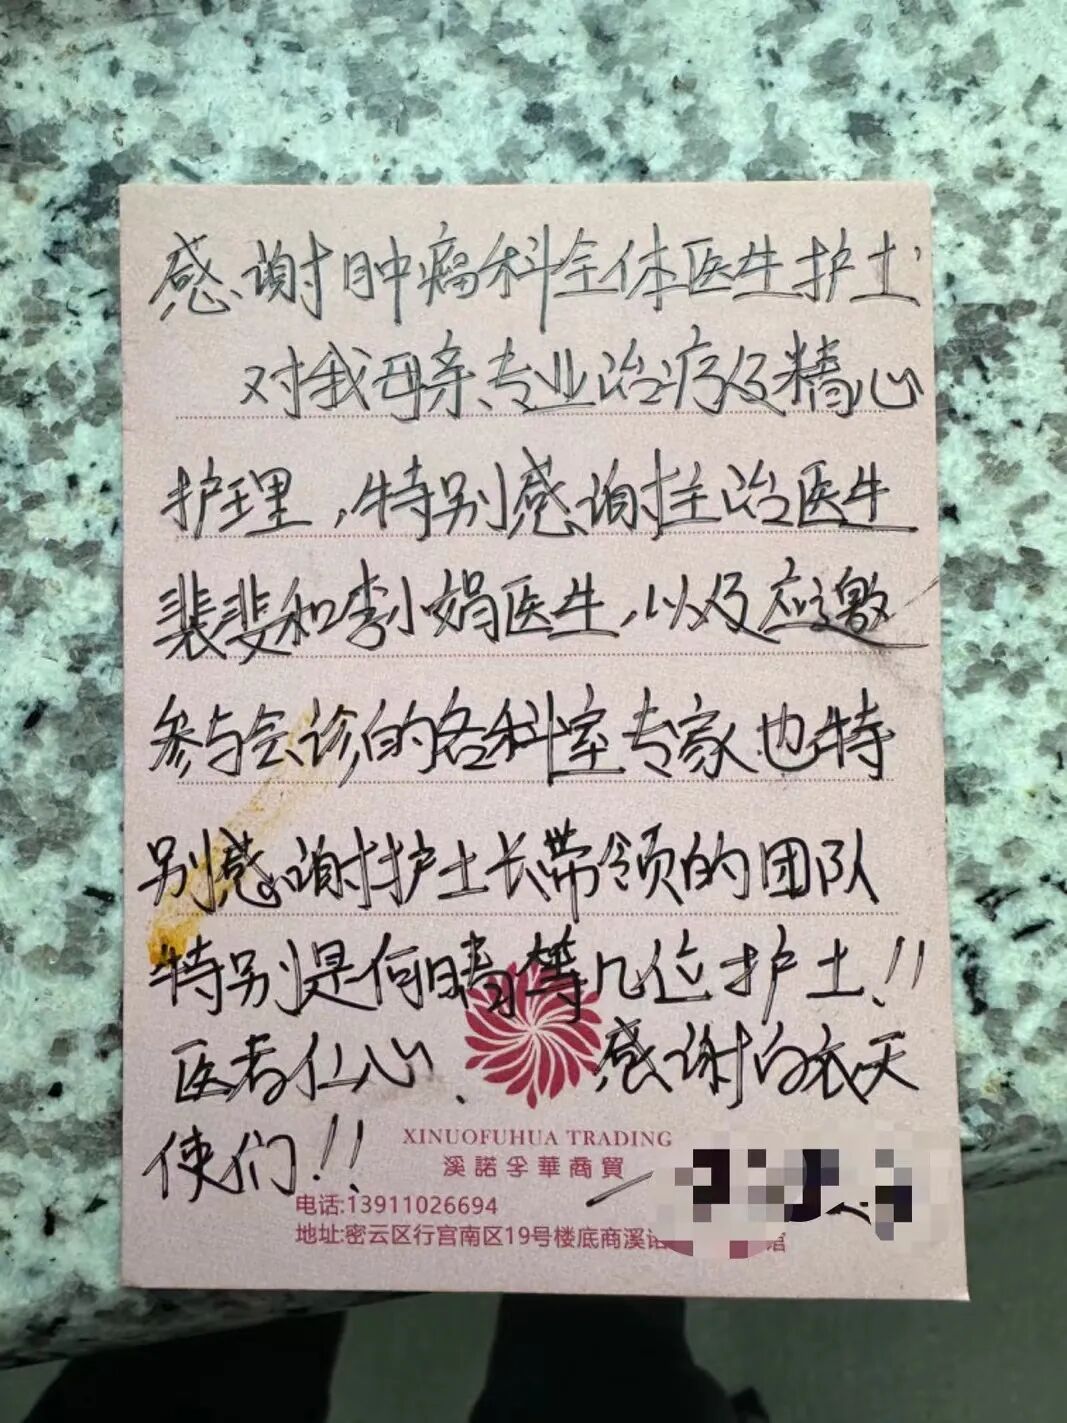 感谢肿瘤科全体医生护士
对我母亲专业治疗及精心
护理，特别感谢主治医生
裴斐和李小娟医生，以及应邀
参与会诊的各科室专家也特
别感谢护士长带领的团队
特别是何晴等几位护士！！
医者仁心、感谢白衣天
使们！！
XINUOFUHUA TRADING
溪諾孚華商貿
电话:13911026694
地址:密云区行宫南区19号楼底商溪诺
馆